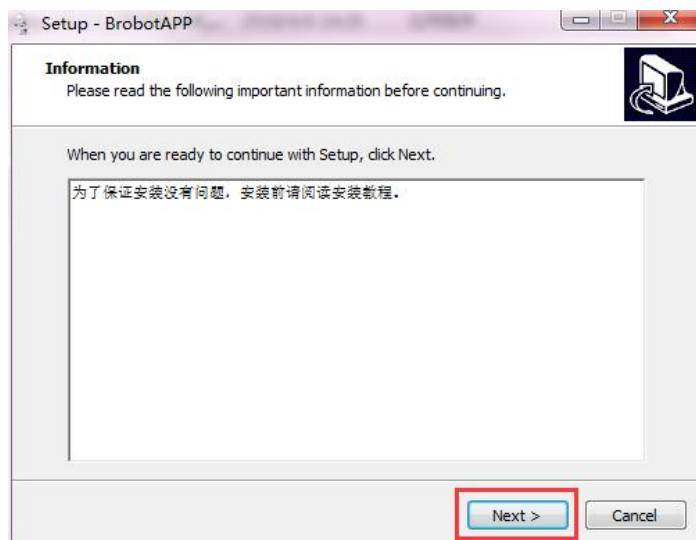 Setup - BrobotAPP
Information
Please read the following important information before continuing.
When you are ready to continue with Setup, click Next.
为了保证安装没有问题，安装前请阅读安装教程。
Next >
Cancel